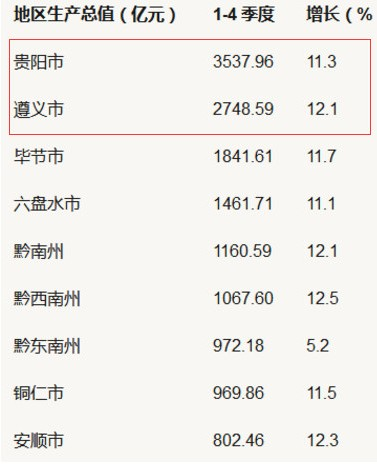 地区生产总值（亿元） 1-4 季度 增长（%
贵阳市 3537.96 11.3
遵义市 2748.59 12.1
毕节市 1841.61 11.7
六盘水市 1461.71 11.1
黔南州 1160.59 12.1
黔西南州 1067.60 12.5
黔东南州 972.18 5.2
铜仁市 969.86 11.5
安顺市 802.46 12.3